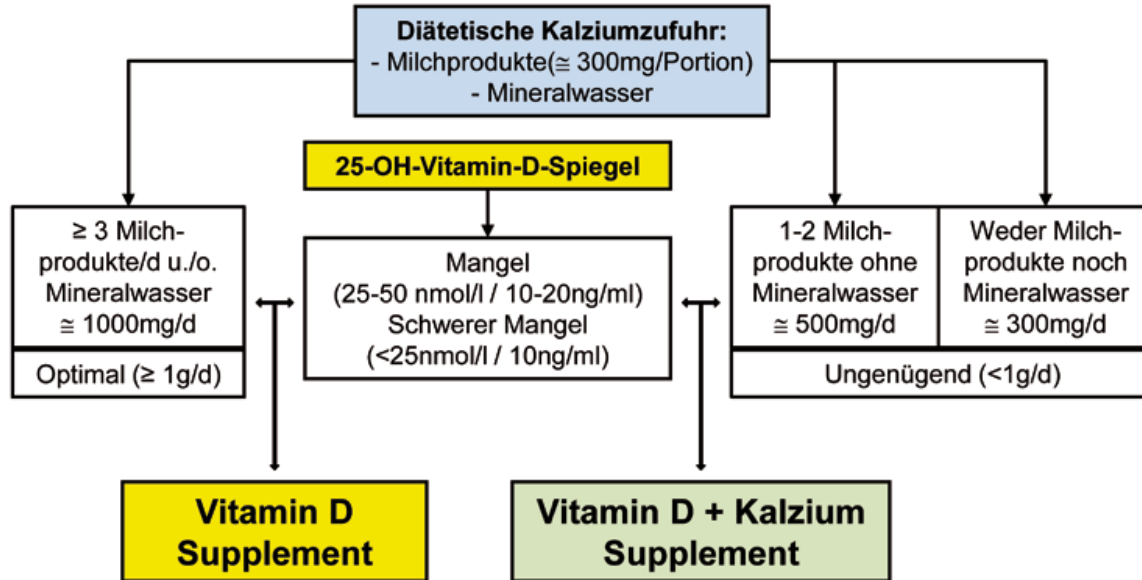 Diätetische Kalziumzufuhr:
- Milchprodukte(≅ 300mg/Portion)
- Mineralwasser
25-OH-Vitamin-D-Spiegel
≥ 3 Milch-
produkte/d u./o.
Mineralwasser
≅ 1000mg/d
Optimal (≥ 1g/d)
Mangel
(25-50 nmol/l / 10-20ng/ml)
Schwerer Mangel
(<25nmol/l / 10ng/ml)
1-2 Milch-
produkte ohne
Mineralwasser
≅ 500mg/d
Weder Milch-
produkte noch
Mineralwasser
≅ 300mg/d
Ungenügend (<1g/d)
Vitamin D
Supplement
Vitamin D + Kalzium
Supplement